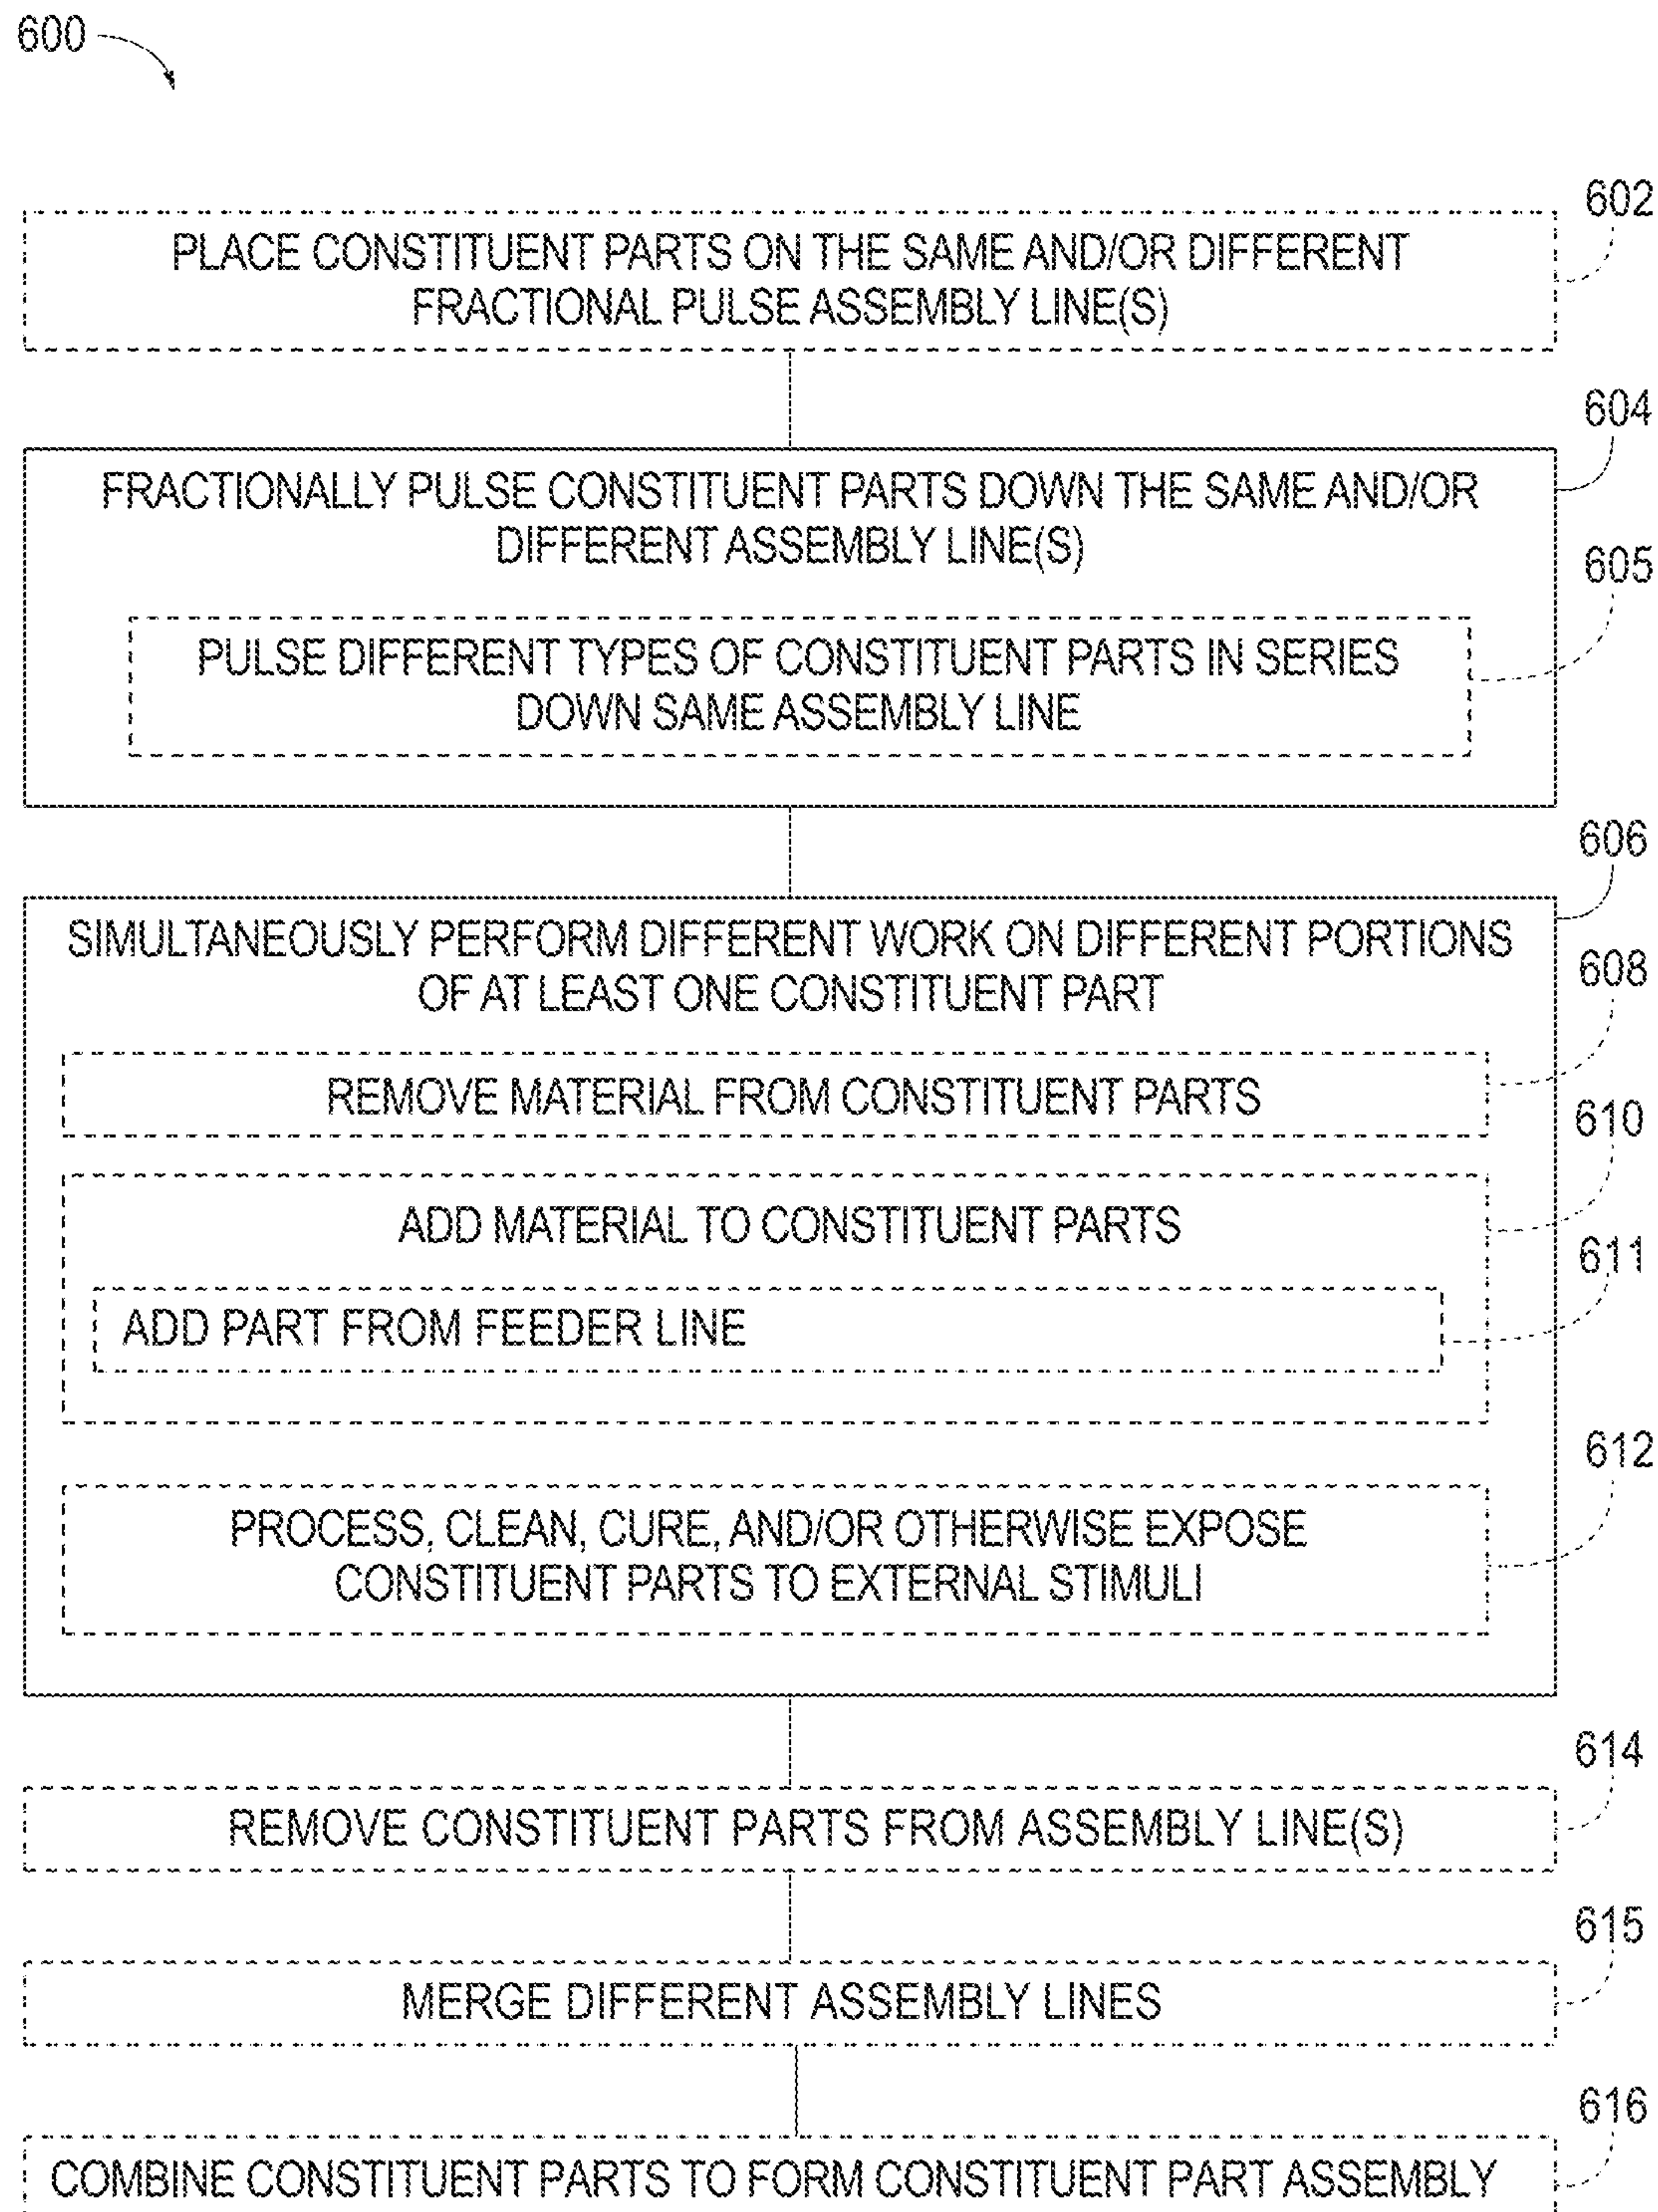 600
602
PLACE CONSTITUENT PARTS ON THE SAME AND/OR DIFFERENT
FRACTIONAL PULSE ASSEMBLY LINE(S)
604
FRACTIONALLY PULSE CONSTITUENT PARTS DOWN THE SAME AND/OR
DIFFERENT ASSEMBLY LINE(S)
605
PULSE DIFFERENT TYPES OF CONSTITUENT PARTS IN SERIES
DOWN SAME ASSEMBLY LINE
606
SIMULTANEOUSLY PERFORM DIFFERENT WORK ON DIFFERENT PORTIONS
OF AT LEAST ONE CONSTITUENT PART
608
REMOVE MATERIAL FROM CONSTITUENT PARTS
610
ADD MATERIAL TO CONSTITUENT PARTS
611
ADD PART FROM FEEDER LINE
612
PROCESS, CLEAN, CURE, AND/OR OTHERWISE EXPOSE
CONSTITUENT PARTS TO EXTERNAL STIMULI
614
REMOVE CONSTITUENT PARTS FROM ASSEMBLY LINE(S)
615
MERGE DIFFERENT ASSEMBLY LINES
616
COMBINE CONSTITUENT PARTS TO FORM CONSTITUENT PART ASSEMBLY